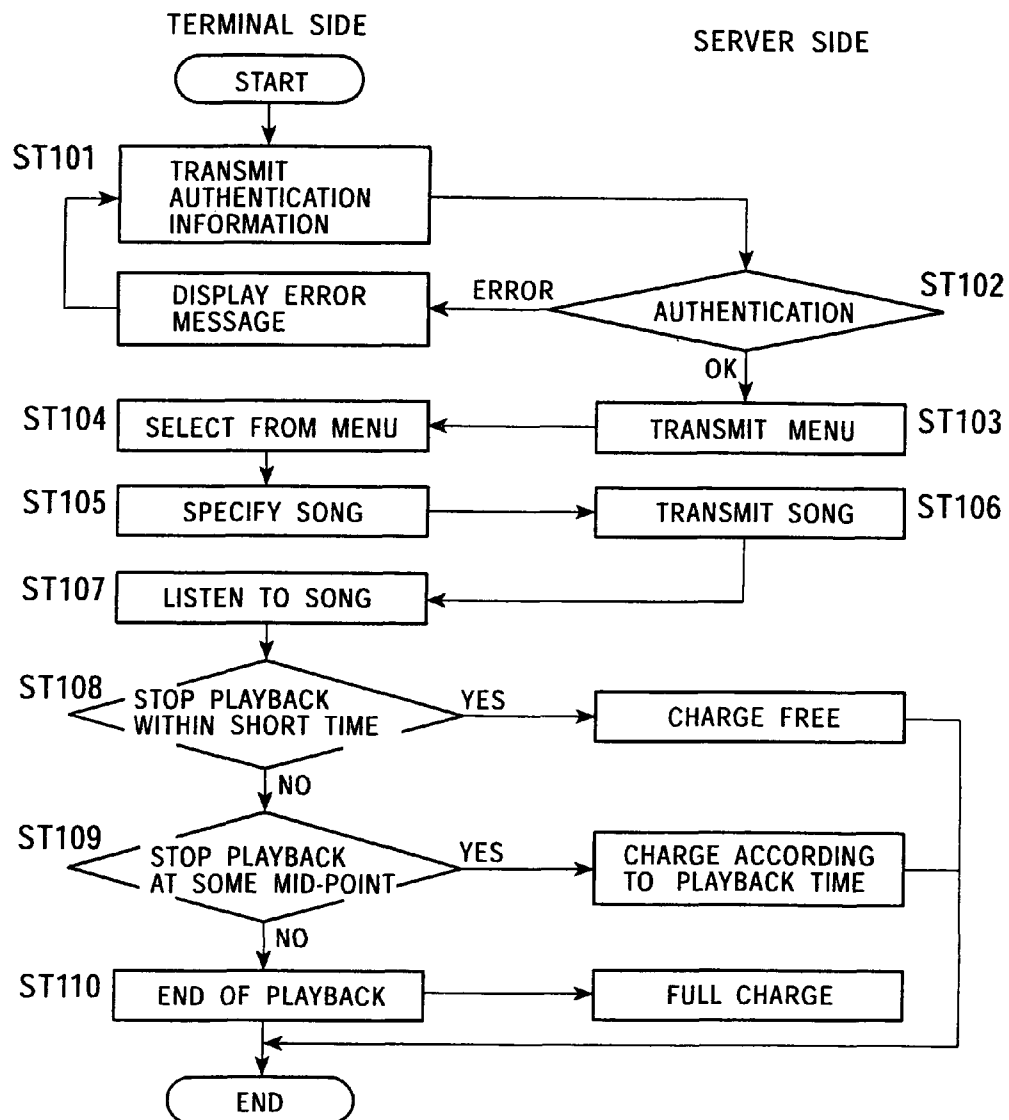 TERMINAL SIDE
SERVER SIDE
START
ST101
TRANSMIT
AUTHENTICATION
INFORMATION
DISPLAY ERROR
MESSAGE
ERROR
AUTHENTICATION
ST102
OK
ST104
SELECT FROM MENU
TRANSMIT MENU
ST103
ST105
SPECIFY SONG
TRANSMIT SONG
ST106
ST107
LISTEN TO SONG
ST108
STOP PLAYBACK
WITHIN SHORT TIME
YES
CHARGE FREE
NO
ST109
STOP PLAYBACK
AT SOME MID-POINT
YES
CHARGE ACCORDING
TO PLAYBACK TIME
NO
ST110
END OF PLAYBACK
FULL CHARGE
END